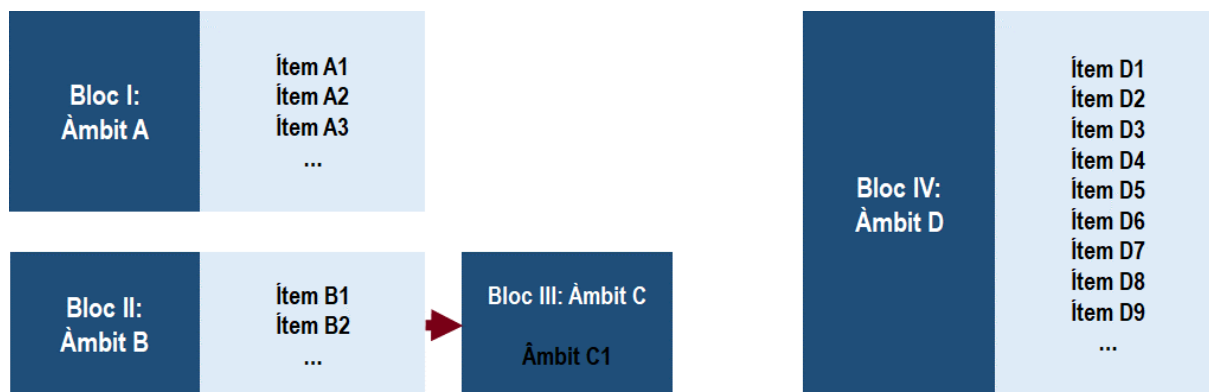 Bloc I:
Àmbit A
Ítem A1
Ítem A2
Ítem A3
...
Bloc II:
Àmbit B
Ítem B1
Ítem B2
...
Bloc III: Àmbit C
Âmbit C1
Bloc IV:
Àmbit D
Ítem D1
Ítem D2
Ítem D3
Ítem D4
Ítem D5
Ítem D6
Ítem D7
Ítem D8
Ítem D9
...